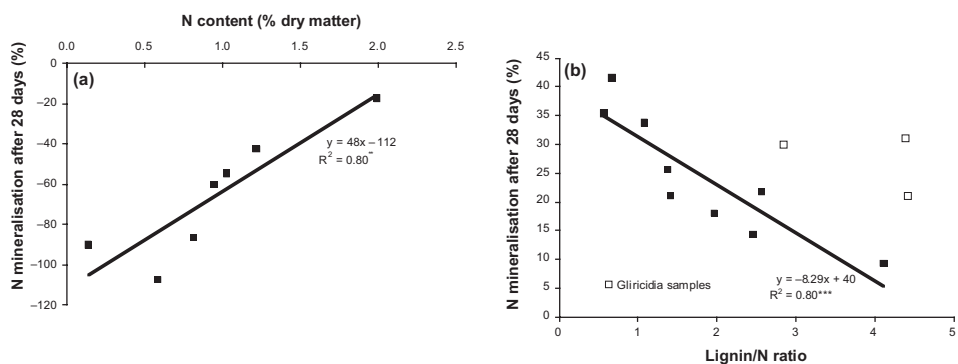 N content (% dry matter)
0.0 0.5 1.0 1.5 2.0 2.5
N mineralisation after 28 days (%)
0
−20
−40
−60
−80
−100
−120
(a)
y = 48x − 112
R² = 0.80**
N mineralisation after 28 days (%)
45
40
35
30
25
20
15
10
5
0
(b)
Gliricidia samples
y = −8.29x + 40
R² = 0.80***
0 1 2 3 4 5
Lignin/N ratio